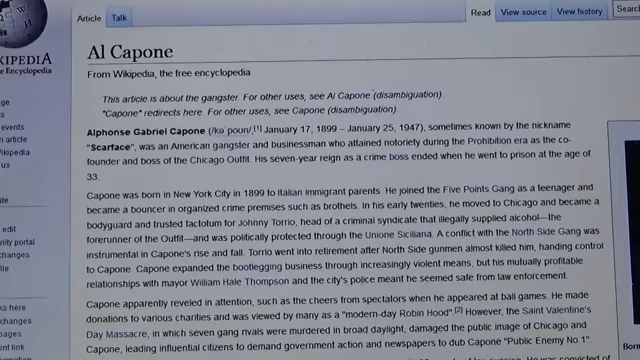 Article Talk Read View source View history Search
KIPEDIA
e Encyclopedia
Al Capone
From Wikipedia, the free encyclopedia
This article is about the gangster. For other uses, see Al Capone (disambiguation).
"Capone" redirects here. For other uses, see Capone (disambiguation).
Alphonse Gabriel Capone (/kəˈpoʊn/;[1] January 17, 1899 – January 25, 1947), sometimes known by the nickname
"Scarface", was an American gangster and businessman who attained notoriety during the Prohibition era as the co-
founder and boss of the Chicago Outfit. His seven-year reign as a crime boss ended when he went to prison at the age of
33.
Capone was born in New York City in 1899 to Italian immigrant parents. He joined the Five Points Gang as a teenager and
became a bouncer in organized crime premises such as brothels. In his early twenties, he moved to Chicago and became a
bodyguard and trusted factotum for Johnny Torrio, head of a criminal syndicate that illegally supplied alcohol—the
forerunner of the Outfit—and was politically protected through the Unione Siciliana. A conflict with the North Side Gang was
instrumental in Capone's rise and fall. Torrio went into retirement after North Side gunmen almost killed him, handing control
to Capone. Capone expanded the bootlegging business through increasingly violent means, but his mutually profitable
relationships with mayor William Hale Thompson and the city's police meant he seemed safe from law enforcement.
Capone apparently reveled in attention, such as the cheers from spectators when he appeared at ball games. He made
donations to various charities and was viewed by many as a "modern-day Robin Hood".[2] However, the Saint Valentine's
Day Massacre, in which seven gang rivals were murdered in broad daylight, damaged the public image of Chicago and
Capone, leading influential citizens to demand government action and newspapers to dub Capone "Public Enemy No.1".
ge
s
events
article
ikipedia
us
edit
nity portal
changes
ile
ks here
changes
pages
ent link
Born